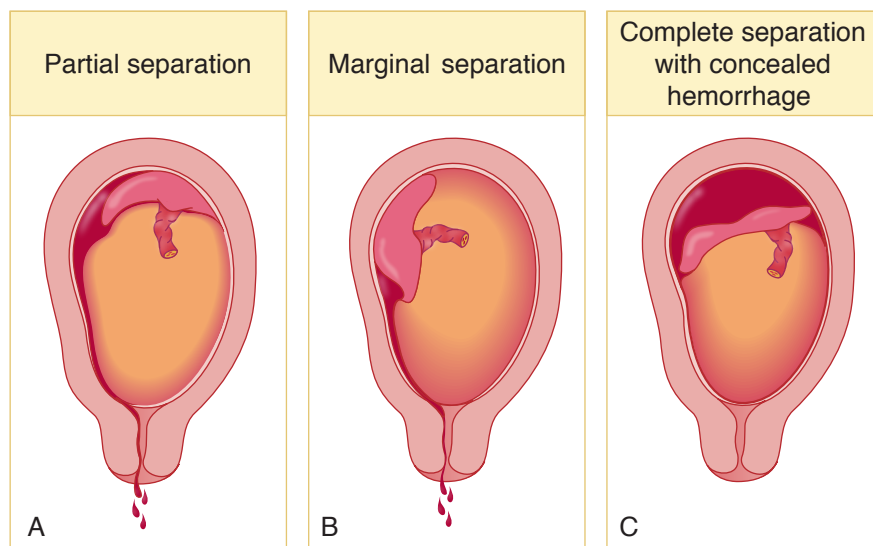 Partial separation
Marginal separation
Complete separation
with concealed
hemorrhage
A
B
C